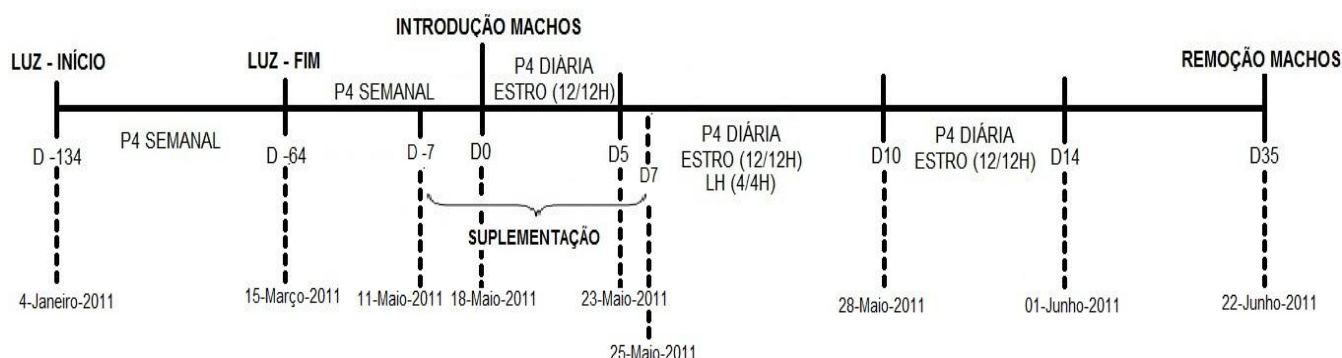 INTRODUÇÃO MACHOS
LUZ - INÍCIO
LUZ - FIM
REMOÇÃO MACHOS
P4 SEMANAL
P4 SEMANAL
P4 DIÁRIA
ESTRO (12/12H)
P4 DIÁRIA
ESTRO (12/12H)
LH (4/4H)
P4 DIÁRIA
ESTRO (12/12H)
D -134
D -64
D -7
D0
D5
D7
D10
D14
D35
SUPLEMENTAÇÃO
4-Janeiro-2011
15-Março-2011
11-Maio-2011
18-Maio-2011
23-Maio-2011
25-Maio-2011
28-Maio-2011
01-Junho-2011
22-Junho-2011